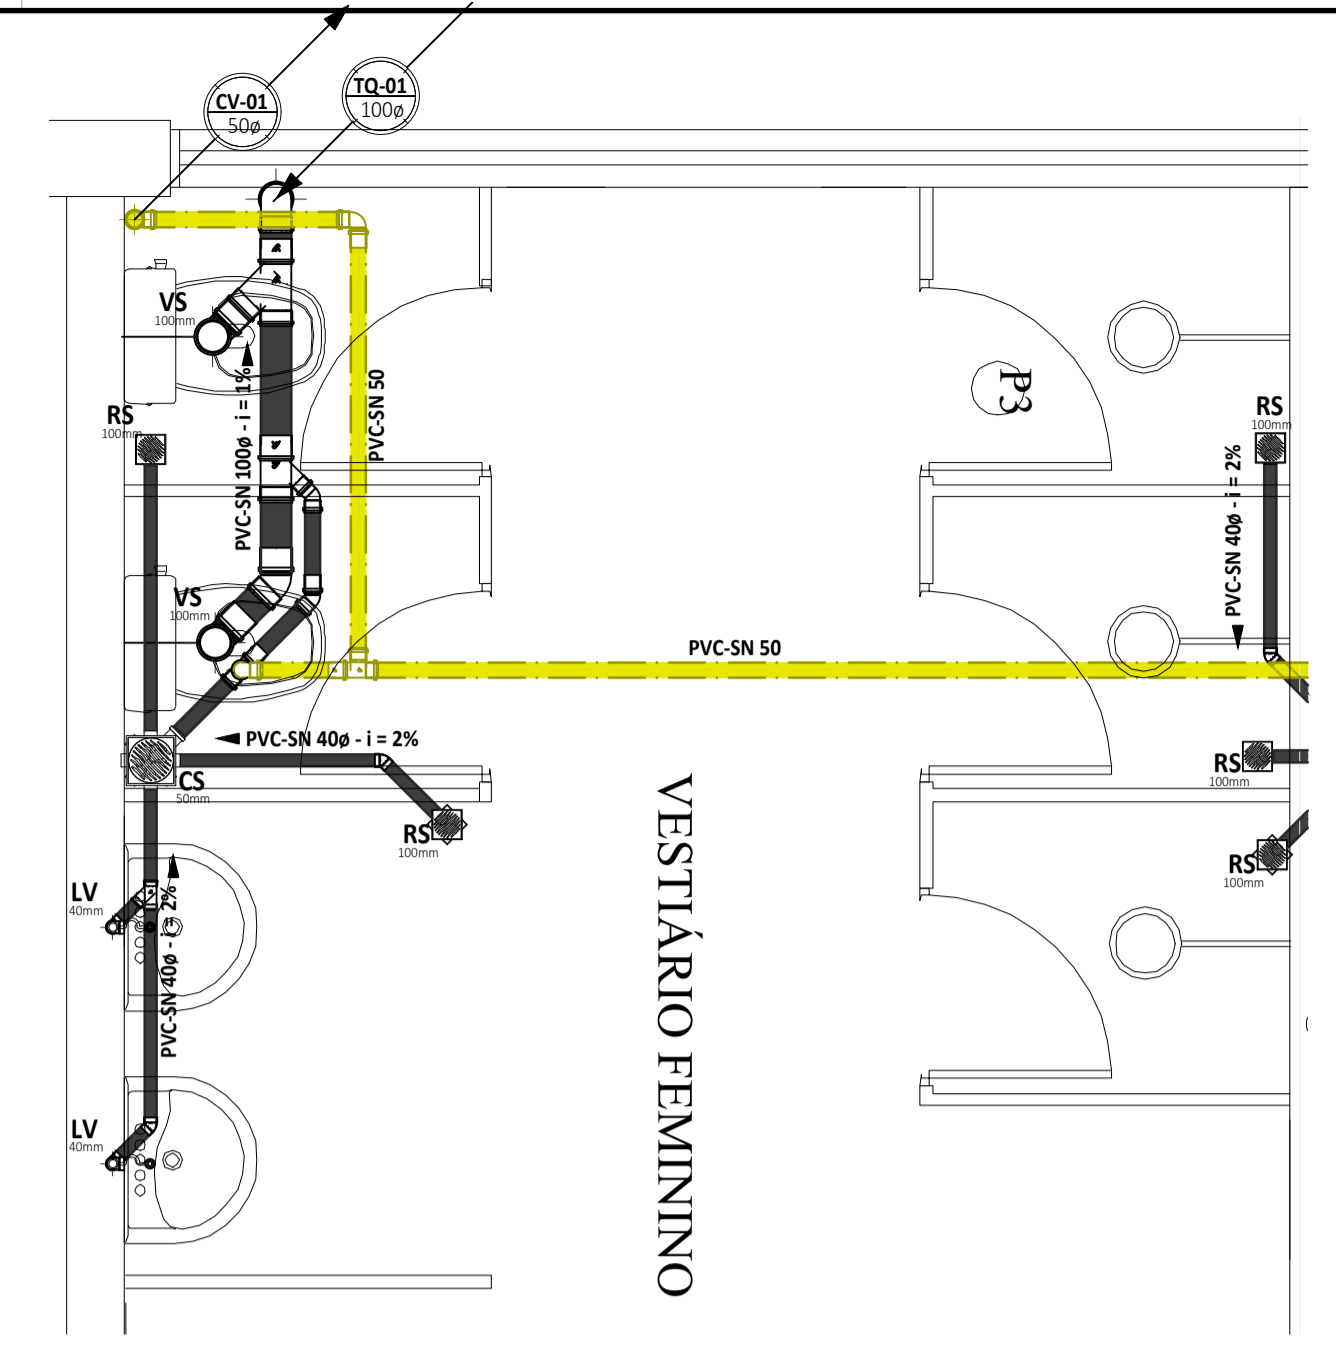 CV-01
50ø
TQ-01
100ø
VS
100mm
RS
100mm
PVC-SN 100ø - i = 1%
PVC-SN 50
P3
RS
100mm
PVC-SN 40ø - i = 2%
VS
100mm
PVC-SN 50
PVC-SN 40ø - i = 2%
CS
50mm
RS
100mm
RS
100mm
RS
100mm
VESTIÁRIO FEMININO
LV
40mm
PVC-SN 40ø - i = 2%
LV
40mm